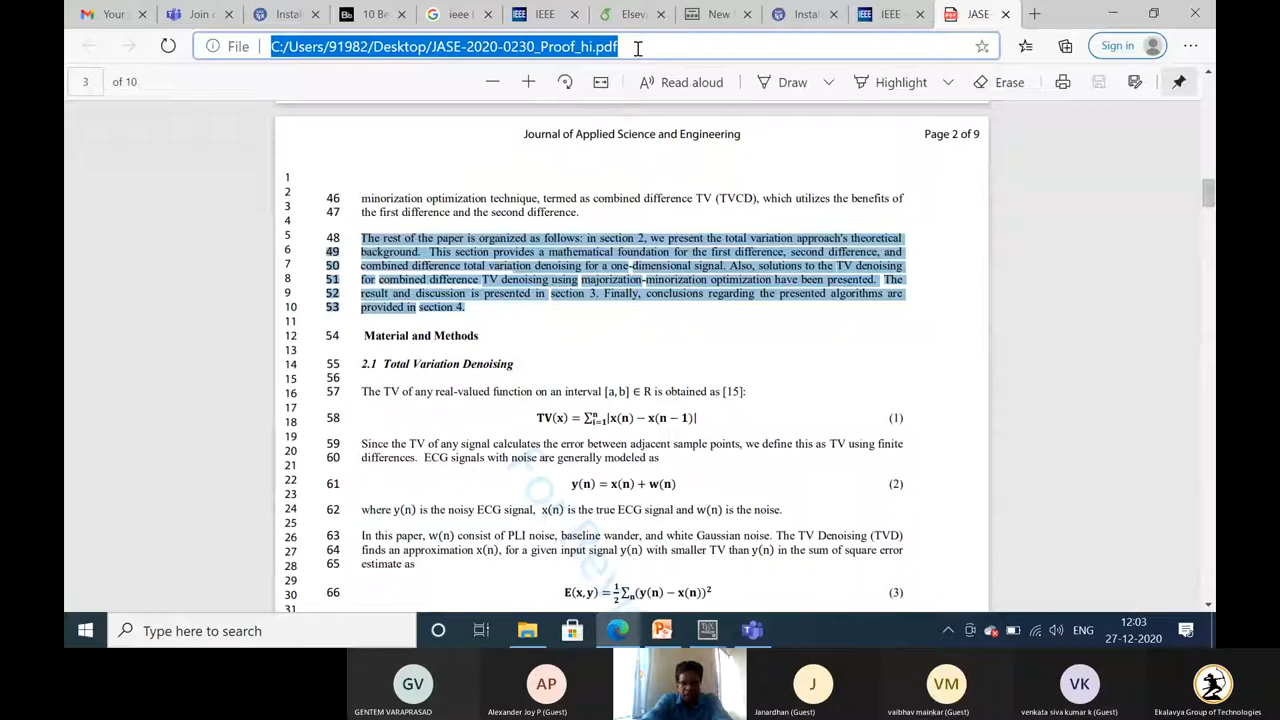 Your
Join c
Instal
10 Be
ieee l
IEEE
Elsev
New
Instal
IEEE -
JASE-
File
C:/Users/91982/Desktop/JASE-2020-0230_Proof_hi.pdf
Sign in
3 of 10
Read aloud
Draw
Highlight
Erase
Journal of Applied Science and Engineering
Page 2 of 9
1
2
3
4
5
6
7
8
9
10
11
12
13
14
15
16
17
18
19
20
21
22
23
24
25
26
27
28
29
30
31
46 minorization optimization technique, termed as combined difference TV (TVCD), which utilizes the benefits of
47 the first difference and the second difference.
48 The rest of the paper is organized as follows: in section 2, we present the total variation approach's theoretical
49 background. This section provides a mathematical foundation for the first difference, second difference, and
50 combined difference total variation denoising for a one-dimensional signal. Also, solutions to the TV denoising
51 for combined difference TV denoising using majorization-minorization optimization have been presented. The
52 result and discussion is presented in section 3. Finally, conclusions regarding the presented algorithms are
53 provided in section 4.
54 Material and Methods
55 2.1 Total Variation Denoising
56
57 The TV of any real-valued function on an interval [a, b] ∈ R is obtained as [15]:
58 TV(x) = ∑ⁿᵢ₌₁|x(n) − x(n − 1)| (1)
59 Since the TV of any signal calculates the error between adjacent sample points, we define this as TV using finite
60 differences. ECG signals with noise are generally modeled as
61 y(n) = x(n) + w(n) (2)
62 where y(n) is the noisy ECG signal, x(n) is the true ECG signal and w(n) is the noise.
63 In this paper, w(n) consist of PLI noise, baseline wander, and white Gaussian noise. The TV Denoising (TVD)
64 finds an approximation x(n), for a given input signal y(n) with smaller TV than y(n) in the sum of square error
65 estimate as
66 E(x, y) = ½∑ₙ(y(n) − x(n))² (3)
For Rev
Type here to search
ENG
12:03
27-12-2020
GV
GENTEM VARAPRASAD
AP
Alexander Joy P (Guest)
J
Janardhan (Guest)
VM
vaibhav mainkar (Guest)
VK
venkata siva kumar k (Guest)
Ekalavya Group of Technologies